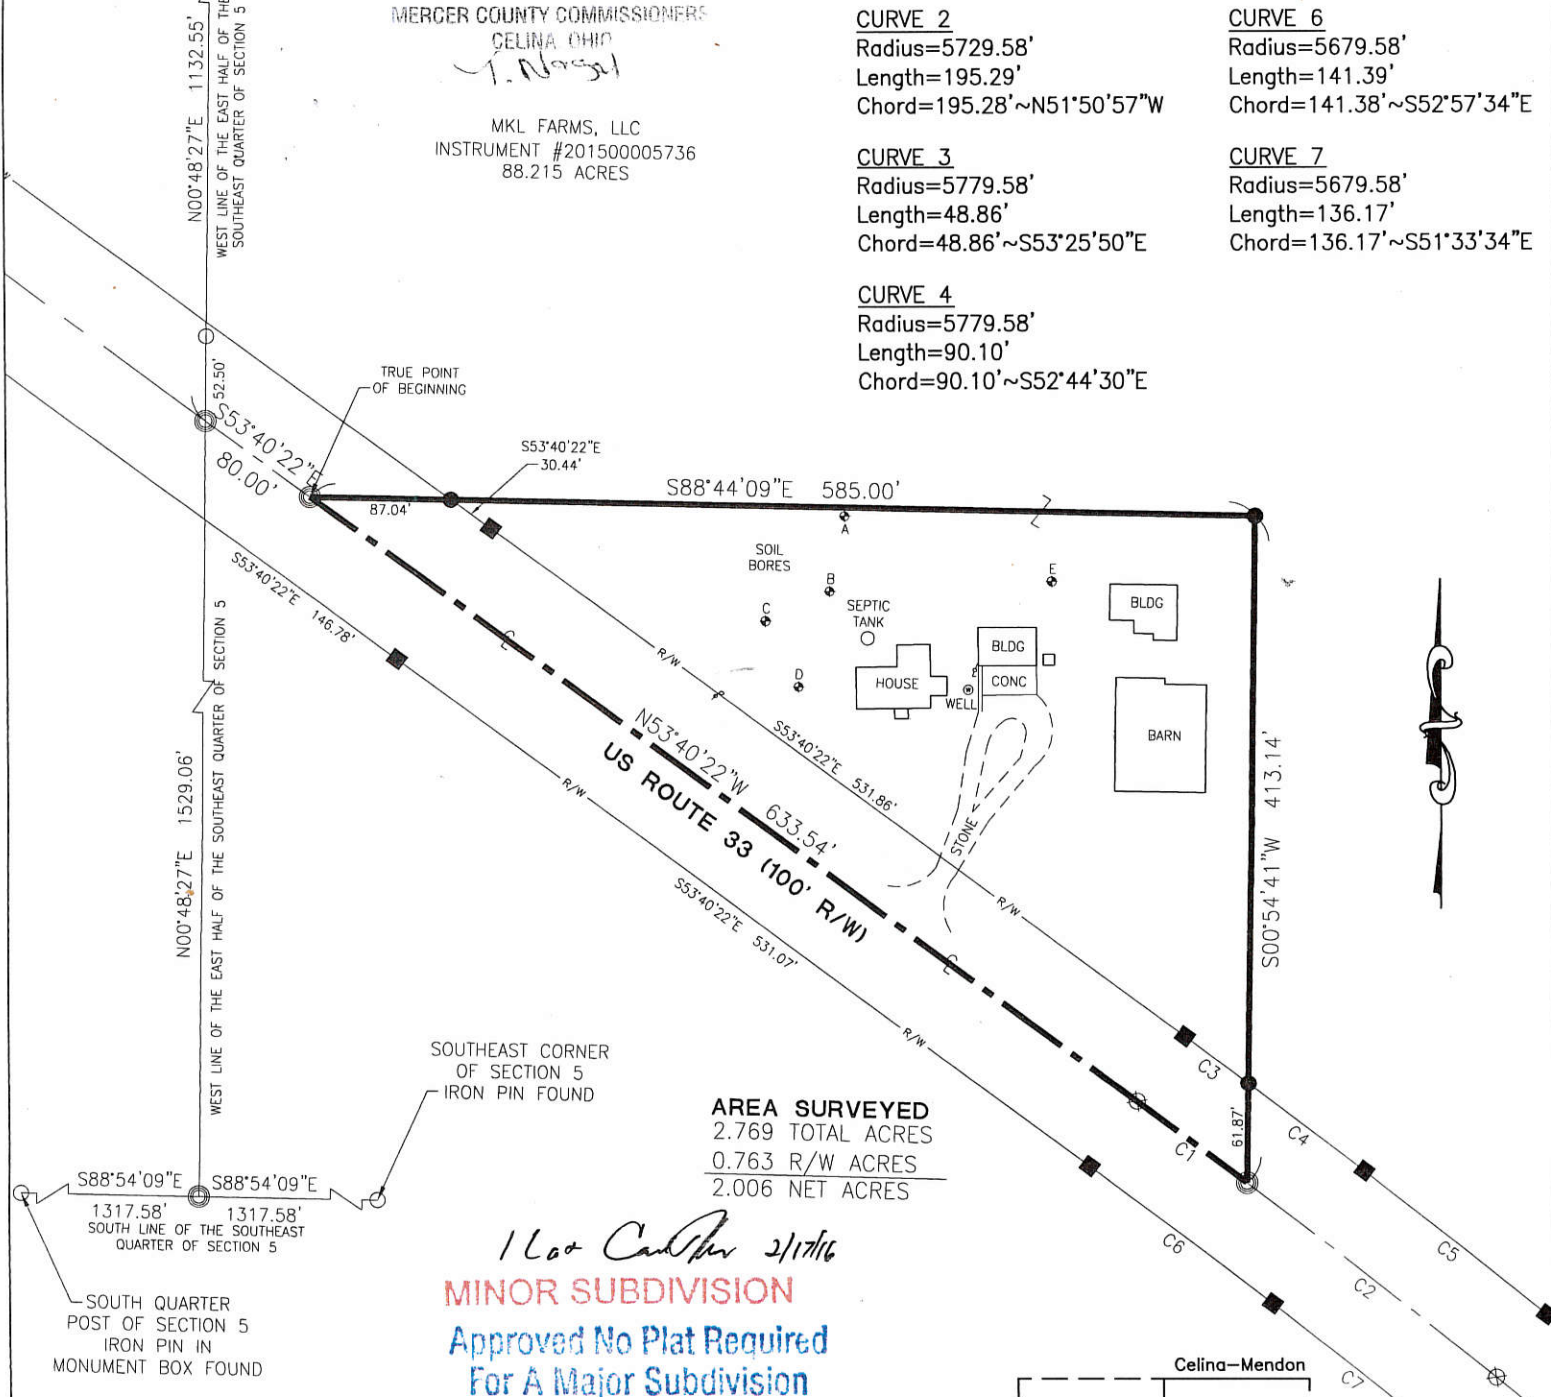 MERCER COUNTY COMMISSIONERS
CELINA OHIO
MKL FARMS, LLC
INSTRUMENT #201500005736
88.215 ACRES
CURVE 2
Radius=5729.58'
Length=195.29'
Chord=195.28'~N51°50'57"W
CURVE 3
Radius=5779.58'
Length=48.86'
Chord=48.86'~S53°25'50"E
CURVE 4
Radius=5779.58'
Length=90.10'
Chord=90.10'~S52°44'30"E
CURVE 6
Radius=5679.58'
Length=141.39'
Chord=141.38'~S52°57'34"E
CURVE 7
Radius=5679.58'
Length=136.17'
Chord=136.17'~S51°33'34"E
N00°48'27"E 1132.55'
WEST LINE OF THE EAST HALF OF THE
SOUTHEAST QUARTER OF SECTION 5
52.50'
S53°40'22"E
80.00'
TRUE POINT
OF BEGINNING
S53°40'22"E
30.44'
87.04'
S88°44'09"E 585.00'
A
SOIL
BORES
B
C
D
E
SEPTIC
TANK
HOUSE
BLDG
CONC
WELL
BLDG
BARN
STONE
S53°40'22"E 146.78'
R/W
S53°40'22"E 531.86'
R/W
N53°40'22"W 633.54'
US ROUTE 33 (100' R/W)
R/W
S53°40'22"E 531.07'
R/W
S00°54'41"W 413.14'
61.87'
C1
C2
C3
C4
C5
C6
C7
N00°48'27"E 1529.06'
WEST LINE OF THE EAST HALF OF THE SOUTHEAST QUARTER OF SECTION 5
SOUTHEAST CORNER
OF SECTION 5
IRON PIN FOUND
S88°54'09"E S88°54'09"E
1317.58' 1317.58'
SOUTH LINE OF THE SOUTHEAST
QUARTER OF SECTION 5
SOUTH QUARTER
POST OF SECTION 5
IRON PIN IN
MONUMENT BOX FOUND
AREA SURVEYED
2.769 TOTAL ACRES
0.763 R/W ACRES
2.006 NET ACRES
2/17/16
MINOR SUBDIVISION
Approved No Plat Required
For A Major Subdivision
Celina-Mendon